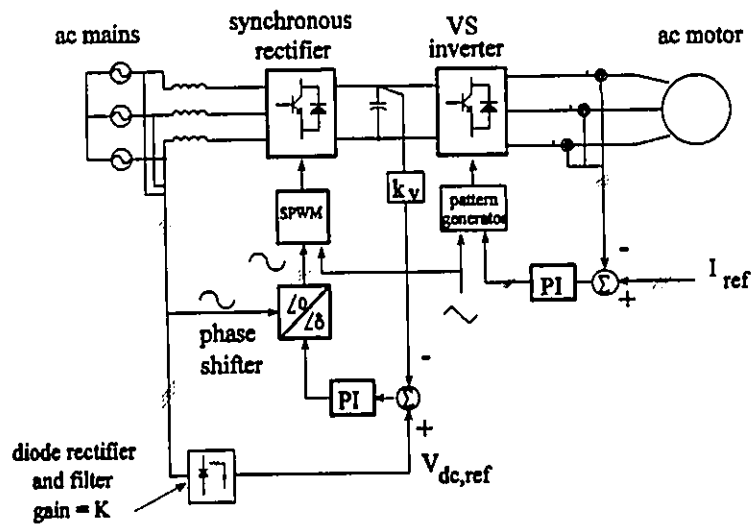 ac mains
synchronous
rectifier
VS
inverter
ac motor
k v
SPWM
pattern
generator
-
PI
Σ
+
I ref
∠0/∠δ
phase
shifter
-
PI
Σ
+
V dc,ref
diode rectifier
and filter
gain = K